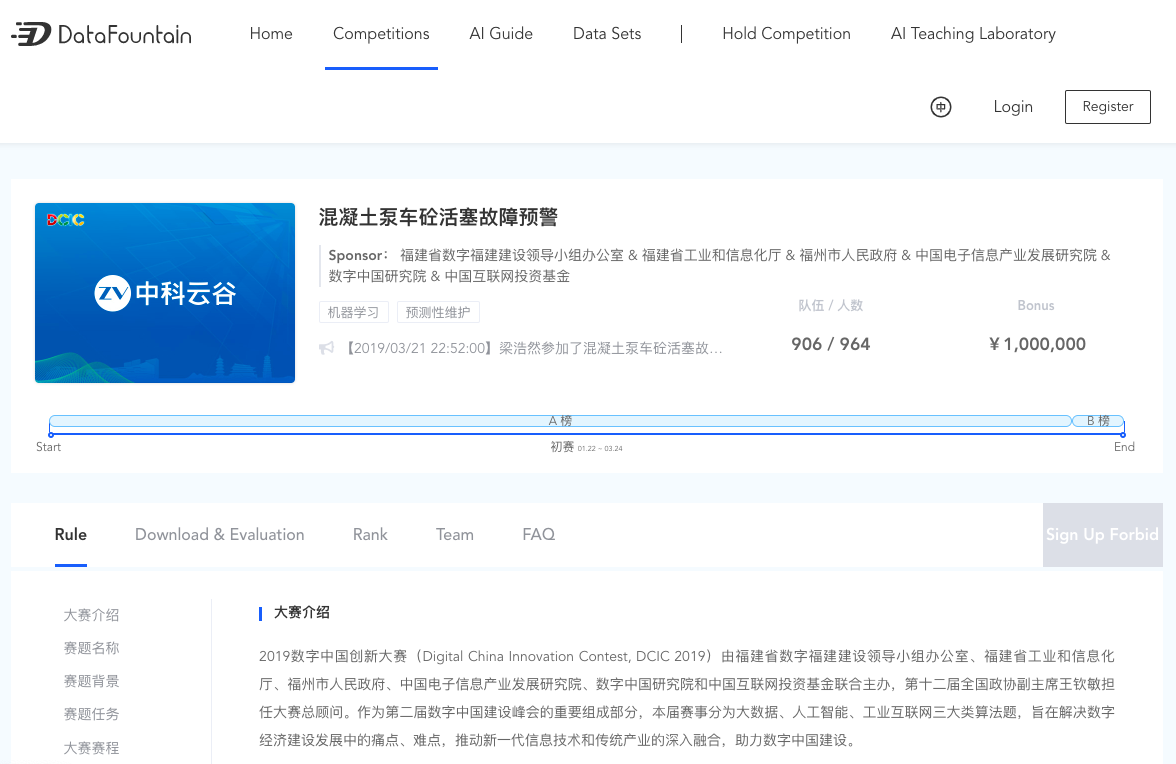 DataFountain
Home Competitions AI Guide Data Sets | Hold Competition AI Teaching Laboratory
中 Login Register
DCIC
ZV 中科云谷
混凝土泵车砼活塞故障预警
Sponsor： 福建省数字福建建设领导小组办公室 & 福建省工业和信息化厅 & 福州市人民政府 & 中国电子信息产业发展研究院 &
数字中国研究院 & 中国互联网投资基金
机器学习 预测性维护
队伍 / 人数 Bonus
906 / 964 ¥ 1,000,000
【2019/03/21 22:52:00】梁浩然参加了混凝土泵车砼活塞故…
A 榜 B 榜
Start 初赛 01.22 ~ 03.24 End
Rule Download & Evaluation Rank Team FAQ Sign Up Forbid
大赛介绍
赛题名称
赛题背景
赛题任务
大赛赛程
大赛介绍
2019数字中国创新大赛（Digital China Innovation Contest, DCIC 2019）由福建省数字福建建设领导小组办公室、福建省工业和信息化
厅、福州市人民政府、中国电子信息产业发展研究院、数字中国研究院和中国互联网投资基金联合主办，第十二届全国政协副主席王钦敏担
任大赛总顾问。作为第二届数字中国建设峰会的重要组成部分，本届赛事分为大数据、人工智能、工业互联网三大类算法题，旨在解决数字
经济建设发展中的痛点、难点，推动新一代信息技术和传统产业的深入融合，助力数字中国建设。